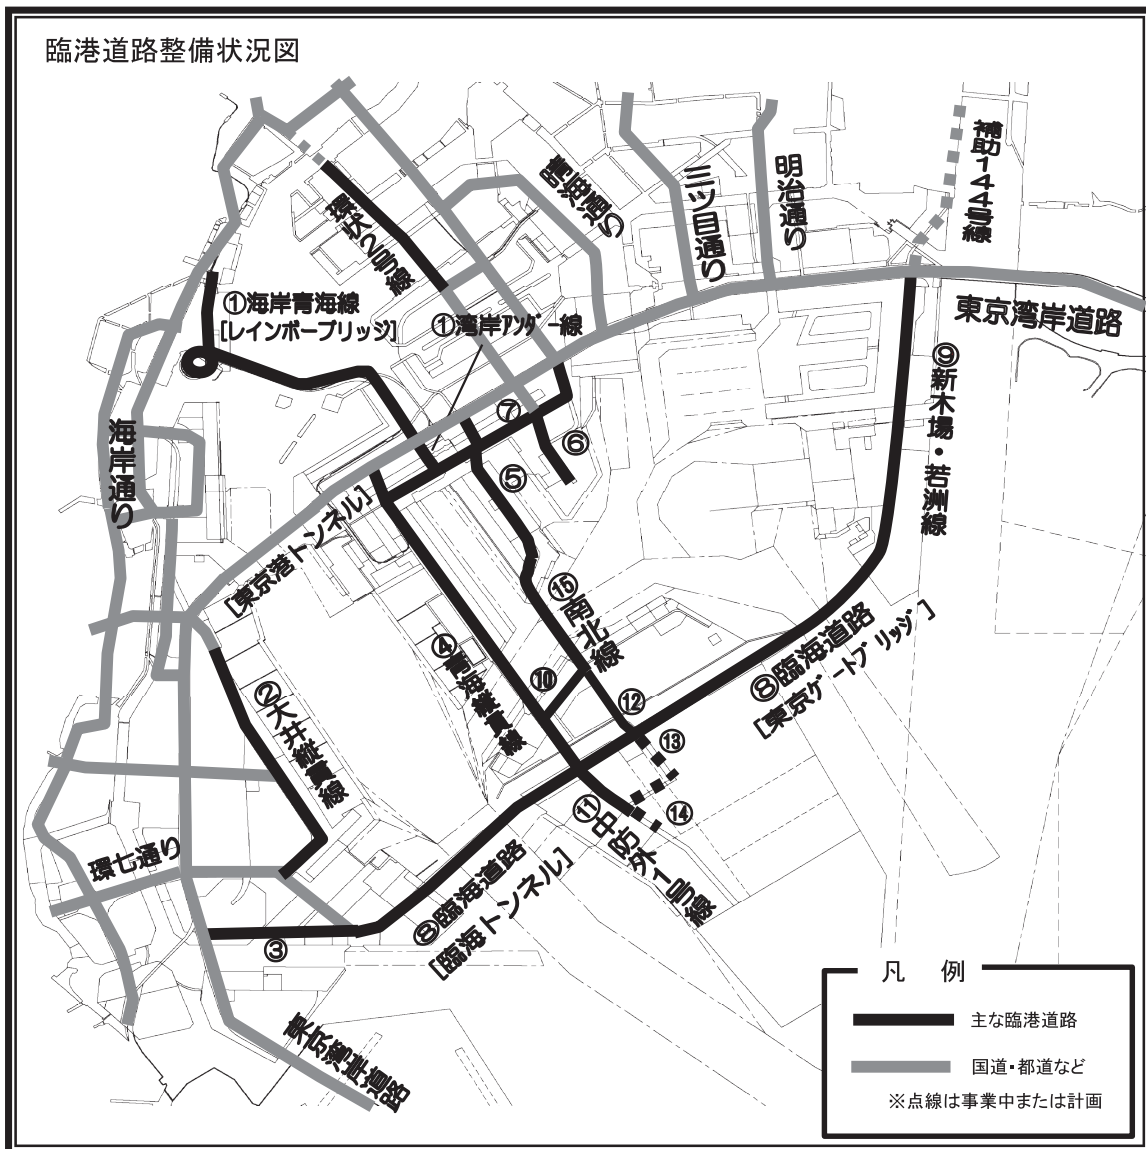 臨港道路整備状況図
補助144号線
晴海通り
三ツ目通り
明治通り
環状2号線
①海岸青海線
[レインボーブリッジ]
①湾岸アンダー線
東京湾岸道路
⑨新木場・若洲線
海岸通り
⑦
⑥
⑤
[東京港トンネル]
⑮南北線
④青海縦貫線
⑩
⑧臨海道路
[東京ゲートブリッジ]
②大井縦貫線
⑫
⑬
⑭
⑪中防外1号線
環七通り
⑧臨海道路
[臨海トンネル]
③
東京湾岸道路
凡 例
主な臨港道路
国道・都道など
※点線は事業中または計画